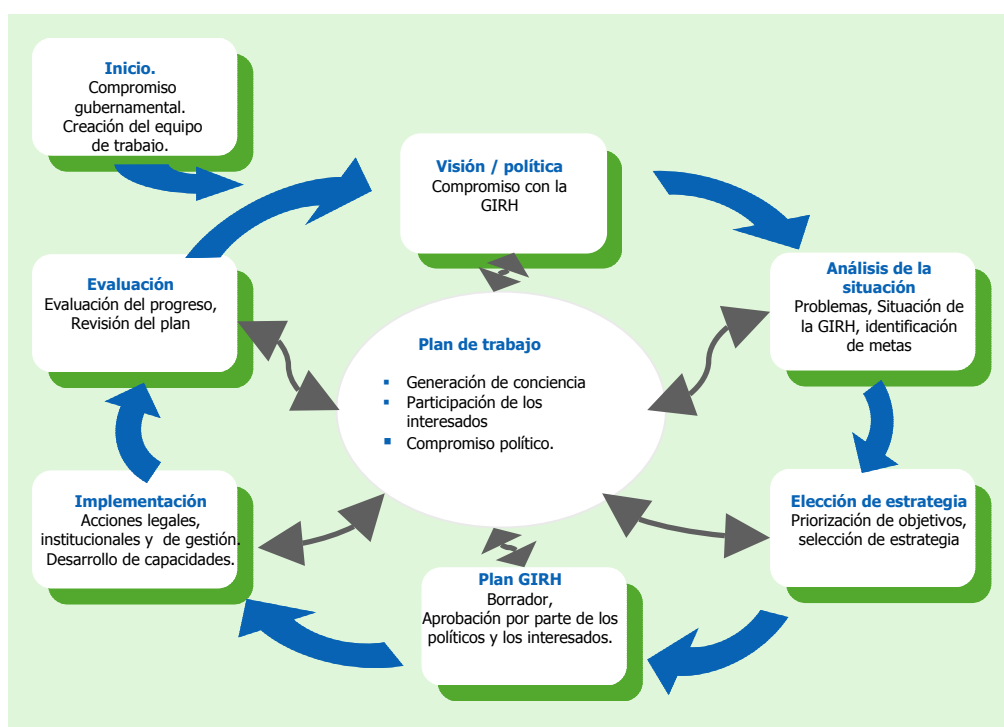 Inicio.
Compromiso
gubernamental.
Creación del equipo
de trabajo.
Visión / política
Compromiso con la
GIRH
Análisis de la
situación
Problemas, Situación de
la GIRH, identificación
de metas
Elección de estrategia
Priorización de objetivos,
selección de estrategia
Plan GIRH
Borrador,
Aprobación por parte de los
políticos y los interesados.
Implementación
Acciones legales,
institucionales y de gestión.
Desarrollo de capacidades.
Evaluación
Evaluación del progreso,
Revisión del plan
Plan de trabajo
▪ Generación de conciencia
▪ Participación de los
interesados
▪ Compromiso político.